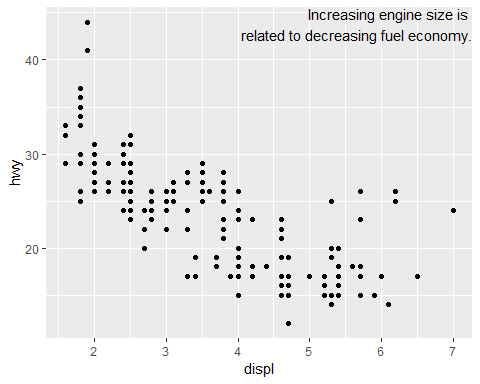 Increasing engine size is
related to decreasing fuel economy.
40
30
20
hwy
2 3 4 5 6 7
displ